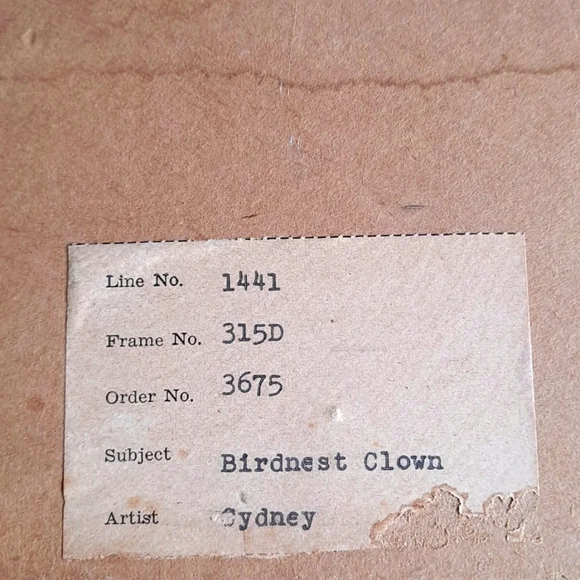 Line No. 1441
Frame No. 315D
Order No. 3675
Subject Birdnest Clown
Artist Sydney